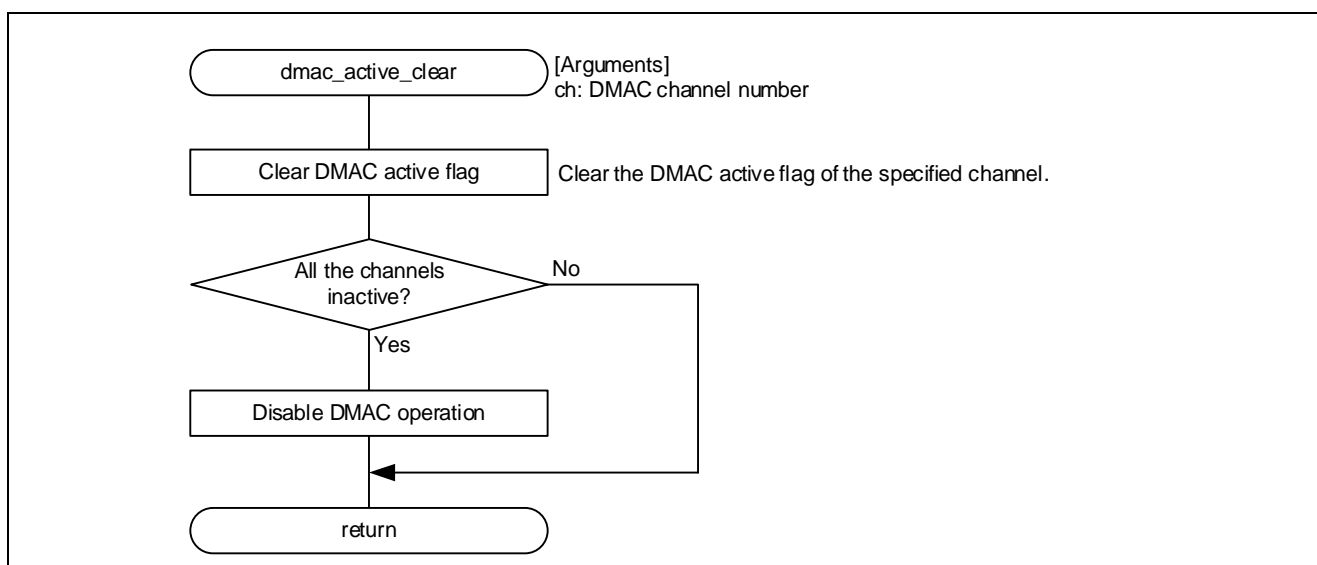 dmac_active_clear
[Arguments]
ch: DMAC channel number
Clear DMAC active flag
Clear the DMAC active flag of the specified channel.
All the channels
inactive?
No
Yes
Disable DMAC operation
return